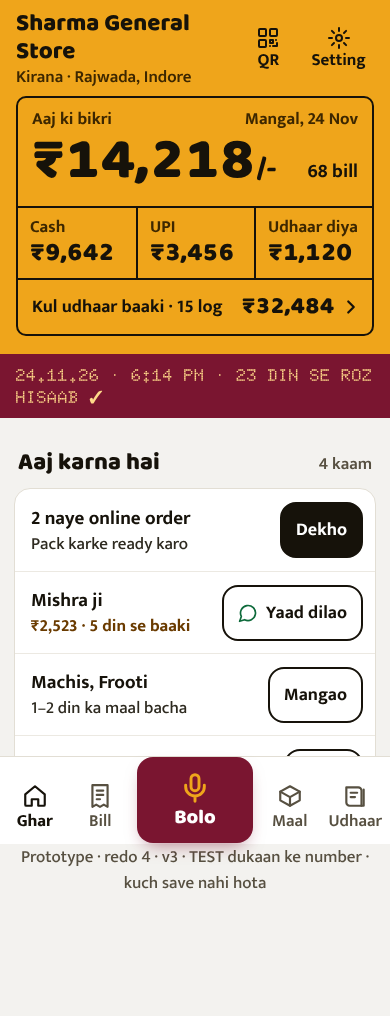 Sharma General
Store
Kirana · Rajwada, Indore
QR
Setting
Aaj ki bikri
Mangal, 24 Nov
₹14,218/-
68 bill
Cash
₹9,642
UPI
₹3,456
Udhaar diya
₹1,120
Kul udhaar baaki · 15 log
₹32,484
24.11.26 · 6:14 PM · 23 DIN SE ROZ
HISAAB ✓
Aaj karna hai
4 kaam
2 naye online order
Pack karke ready karo
Dekho
Mishra ji
₹2,523 · 5 din se baaki
Yaad dilao
Machis, Frooti
1–2 din ka maal bacha
Mangao
Ghar
Bill
Bolo
Maal
Udhaar
Prototype · redo 4 · v3 · TEST dukaan ke number ·
kuch save nahi hota